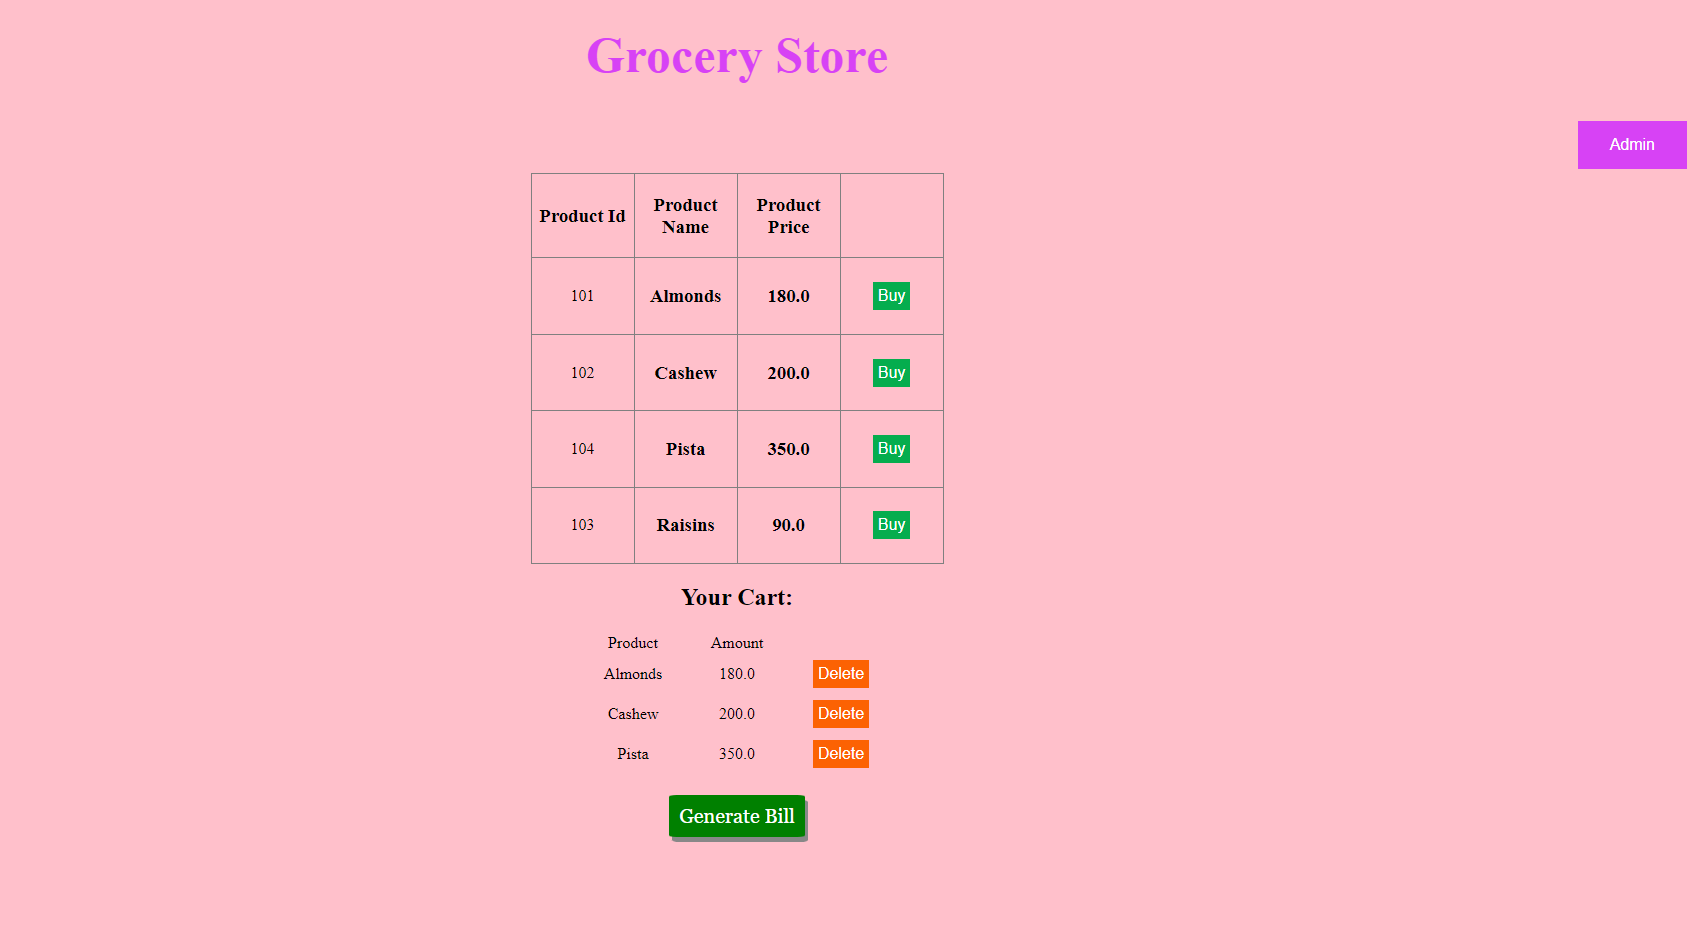 Grocery Store
Admin
Product Id Product Name Product Price
101 Almonds 180.0 Buy
102 Cashew 200.0 Buy
104 Pista 350.0 Buy
103 Raisins 90.0 Buy
Your Cart:
Product Amount
Almonds 180.0 Delete
Cashew 200.0 Delete
Pista 350.0 Delete
Generate Bill